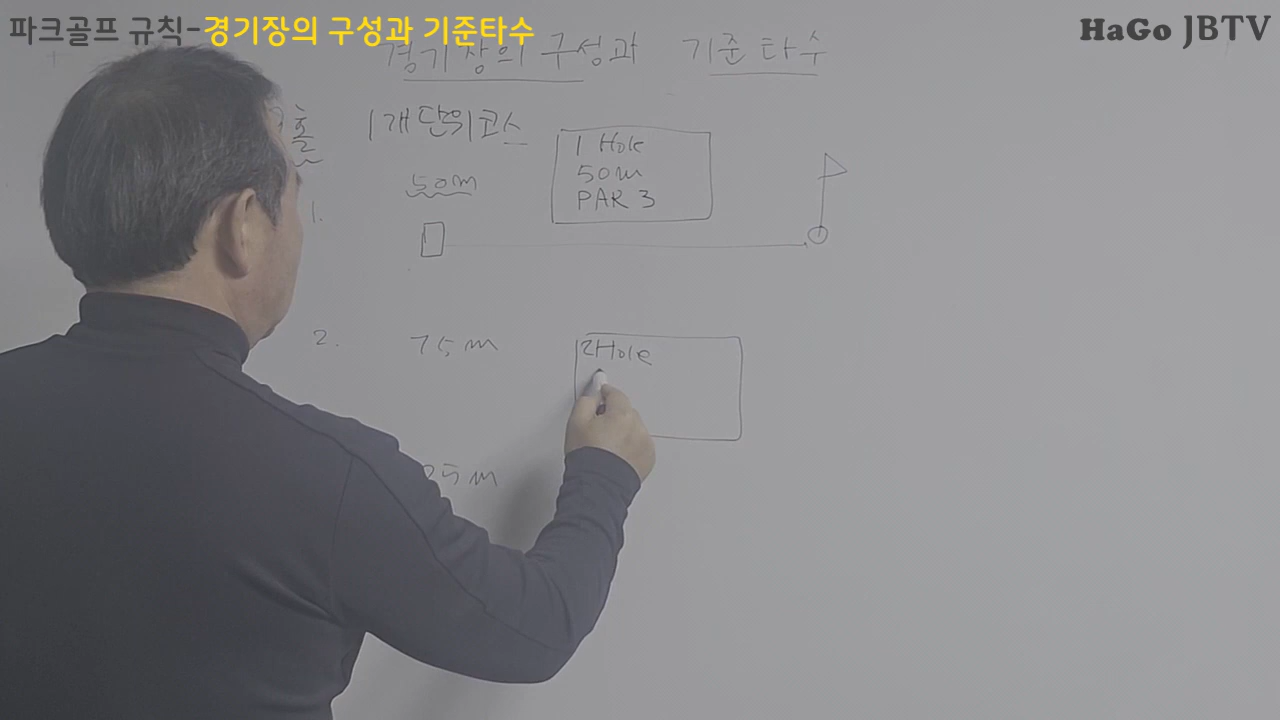 파크골프 규칙-경기장의 구성과 기준타수
HaGo JBTV
경기장의 구성과 기준타수
홀 1개 단위코스
1 Hole
50m
PAR 3
1.
50m
2.
75m
2Hole
5m